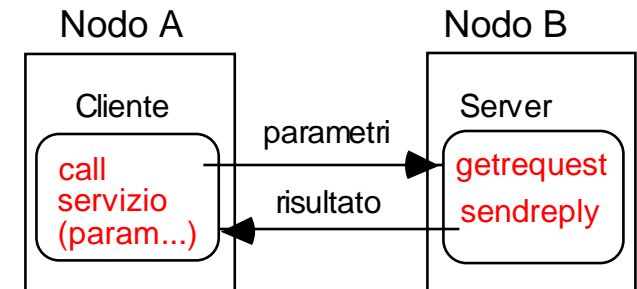 Nodo A
Nodo B
Cliente
Server
parametri
call
servizio
(param...)
getrequest
risultato
sendreply